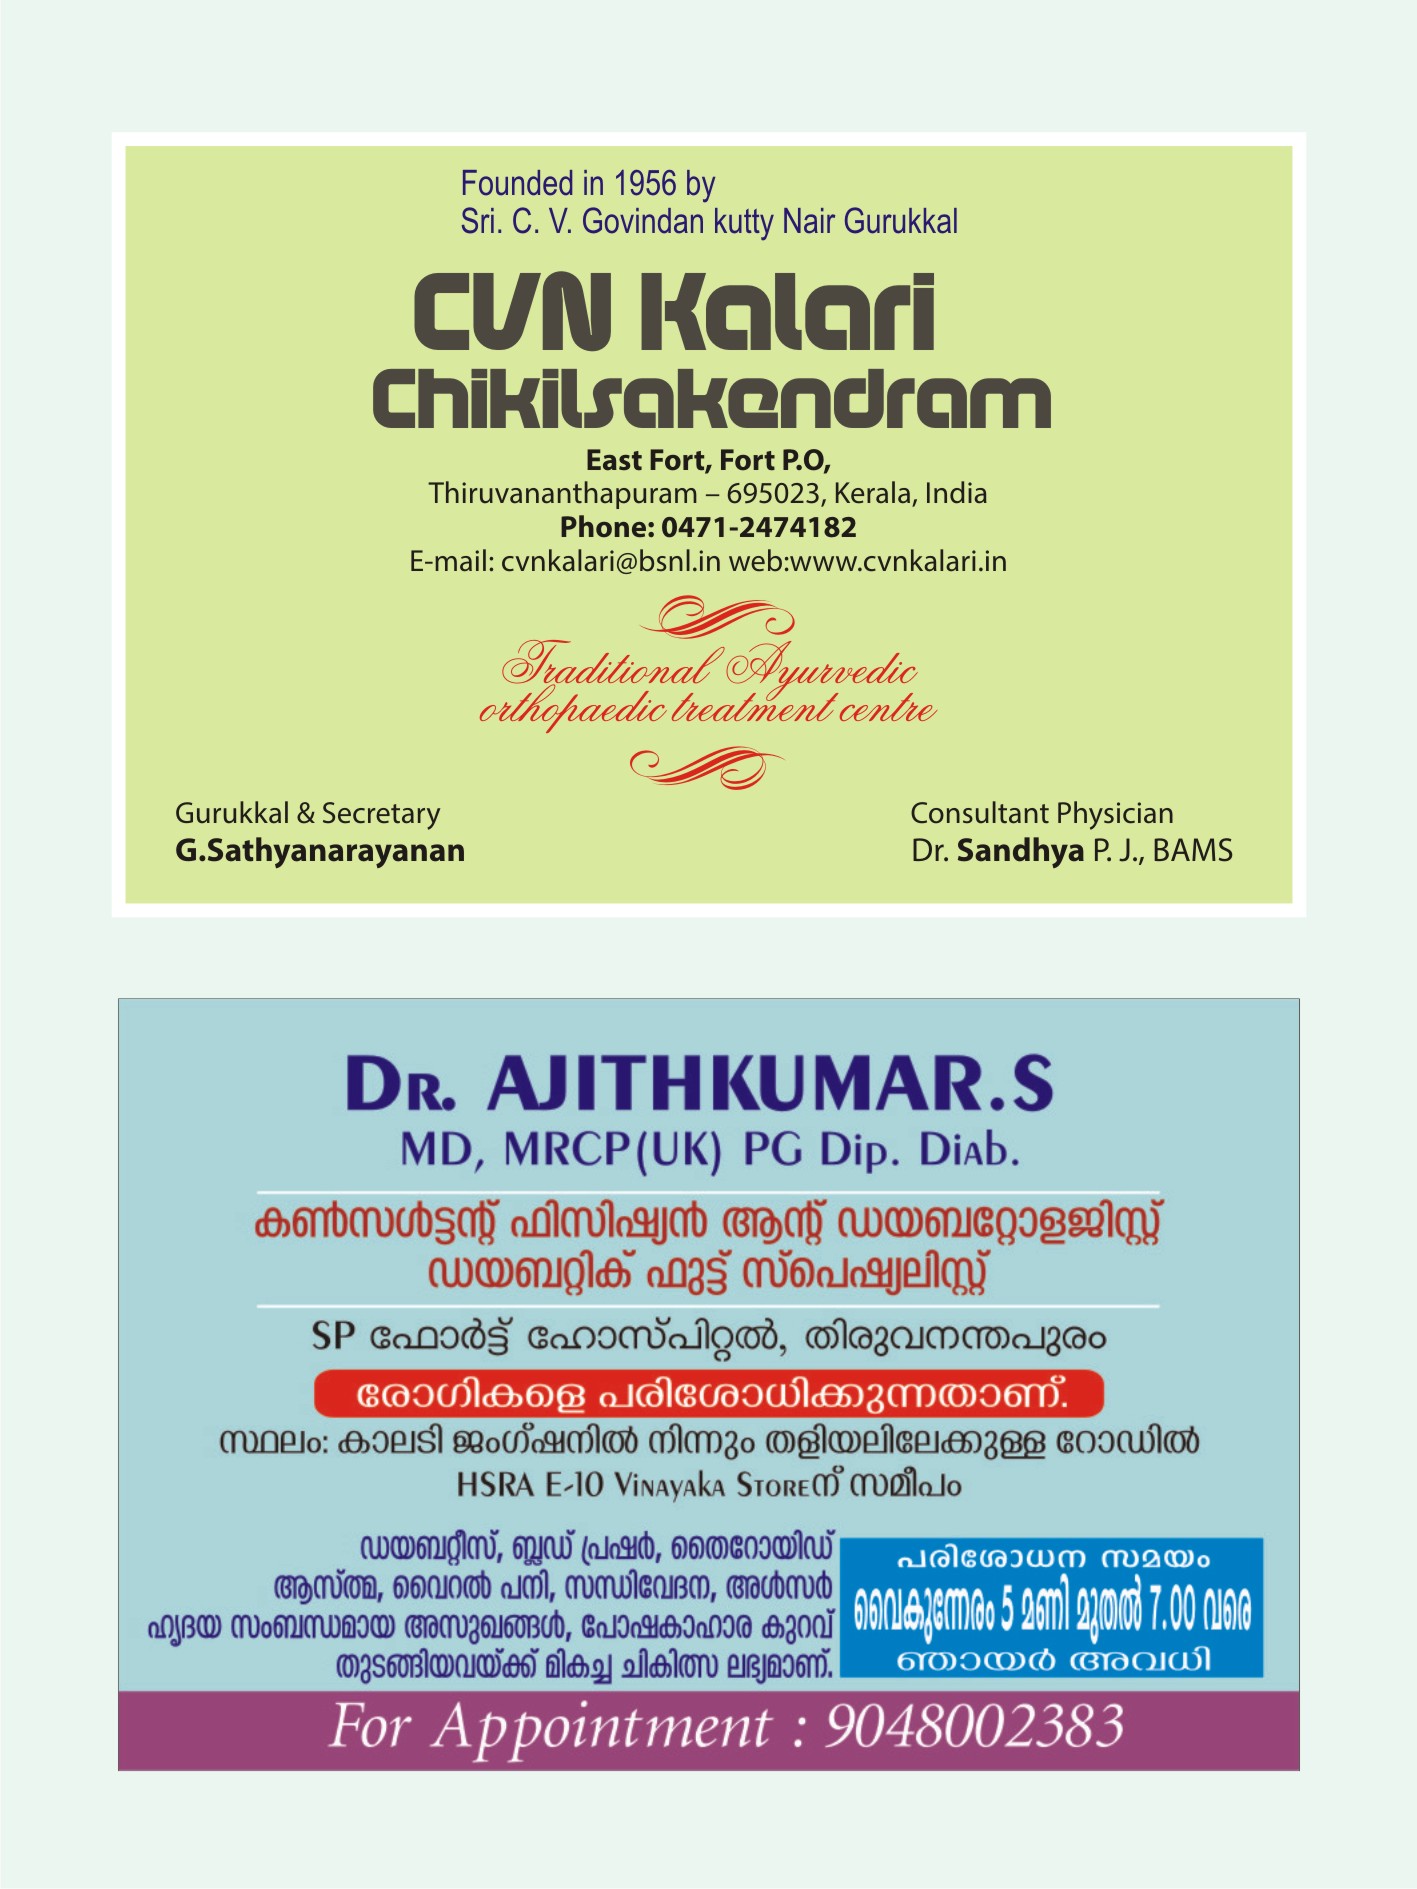 Founded in 1956 by
Sri. C. V. Govindan kutty Nair Gurukkal
CVN Kalari
Chikilsakendram
East Fort, Fort P.O,
Thiruvananthapuram – 695023, Kerala, India
Phone: 0471-2474182
E-mail: cvnkalari@bsnl.in web:www.cvnkalari.in
Traditional Ayurvedic
orthopaedic treatment centre
Gurukkal & Secretary
G.Sathyanarayanan
Consultant Physician
Dr. Sandhya P. J., BAMS
DR. AJITHKUMAR.S
MD, MRCP(UK) PG Dip. Diab.
കൺസൾട്ടന്റ് ഫിസിഷ്യൻ ആന്റ് ഡയബറ്റോളജിസ്റ്റ്
ഡയബറ്റിക് ഫുട്ട് സ്പെഷ്യലിസ്റ്റ്
SP ഫോർട്ട് ഹോസ്പിറ്റൽ, തിരുവനന്തപുരം
രോഗികളെ പരിശോധിക്കുന്നതാണ്.
സ്ഥലം: കാലടി ജംഗ്ഷനിൽ നിന്നും തളിയലിലേക്കുള്ള റോഡിൽ
HSRA E-10 Vinayaka Storeന് സമീപം
ഡയബറ്റീസ്, ബ്ലഡ് പ്രഷർ, തൈറോയിഡ്
ആസ്ത്മ, വൈറൽ പനി, സന്ധിവേദന, അൾസർ
ഹൃദയ സംബന്ധമായ അസുഖങ്ങൾ, പോഷകാഹാര കുറവ്
തുടങ്ങിയവയ്ക്ക് മികച്ച ചികിത്സ ലഭ്യമാണ്.
പരിശോധന സമയം
വൈകുന്നേരം 5 മണി മുതൽ 7.00 വരെ
ഞായർ അവധി
For Appointment : 9048002383